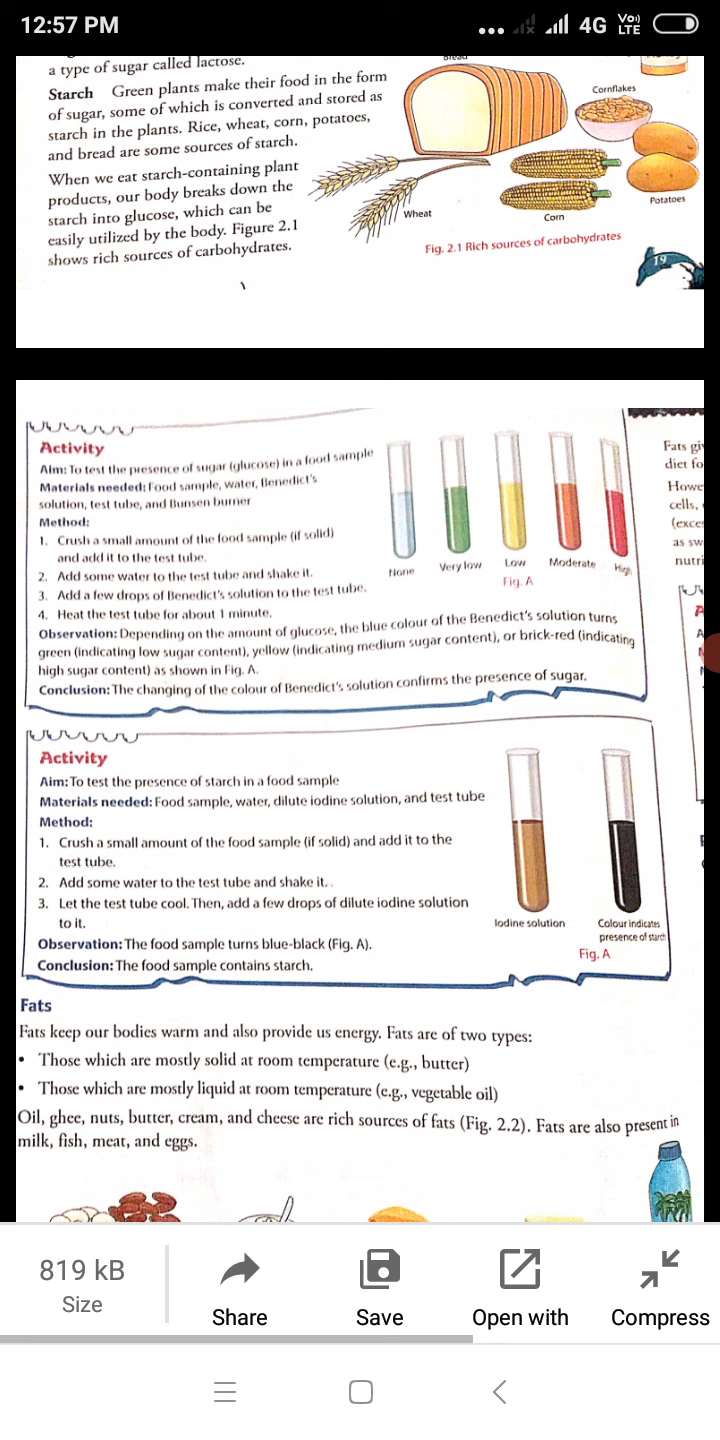 12:57 PM
4G
Vo))
LTE
a type of sugar called lactose.
Starch Green plants make their food in the form
of sugar, some of which is converted and stored as
starch in the plants. Rice, wheat, corn, potatoes,
and bread are some sources of starch.
When we eat starch-containing plant
products, our body breaks down the
starch into glucose, which can be
easily utilized by the body. Figure 2.1
shows rich sources of carbohydrates.
Bread
Cornflakes
Potatoes
Wheat
Corn
Fig. 2.1 Rich sources of carbohydrates
19
Activity
Aim: To test the presence of sugar (glucose) in a food sample
Materials needed: Food sample, water, Benedict's
solution, test tube, and Bunsen burner
Method:
1. Crush a small amount of the food sample (if solid)
and add it to the test tube.
2. Add some water to the test tube and shake it.
3. Add a few drops of Benedict's solution to the test tube.
4. Heat the test tube for about 1 minute.
None
Very low
Low
Moderate
High
Fig. A
Observation: Depending on the amount of glucose, the blue colour of the Benedict's solution turns
green (indicating low sugar content), yellow (indicating medium sugar content), or brick-red (indicating
high sugar content) as shown in Fig. A.
Conclusion: The changing of the colour of Benedict's solution confirms the presence of sugar.
Fats gi
diet fo
Howe
cells,
(exce
as sw
nutri
Activity
Aim: To test the presence of starch in a food sample
Materials needed: Food sample, water, dilute iodine solution, and test tube
Method:
1. Crush a small amount of the food sample (if solid) and add it to the
test tube.
2. Add some water to the test tube and shake it. .
3. Let the test tube cool. Then, add a few drops of dilute iodine solution
to it.
Observation: The food sample turns blue-black (Fig. A).
Conclusion: The food sample contains starch.
Iodine solution
Colour indicates
presence of starch
Fig. A
Fats
Fats keep our bodies warm and also provide us energy. Fats are of two types:
• Those which are mostly solid at room temperature (e.g., butter)
• Those which are mostly liquid at room temperature (e.g., vegetable oil)
Oil, ghee, nuts, butter, cream, and cheese are rich sources of fats (Fig. 2.2). Fats are also present in
milk, fish, meat, and eggs.
819 kB
Size
Share
Save
Open with
Compress